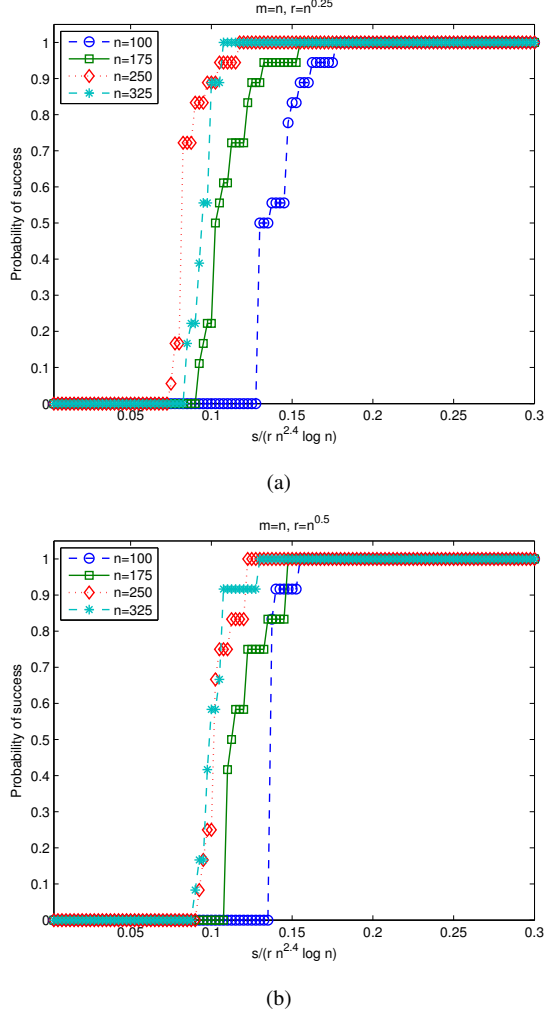 m=n, r=n^0.25
1
0.9
0.8
0.7
0.6
0.5
0.4
0.3
0.2
0.1
0
Probability of success
n=100
n=175
n=250
n=325
0.05 0.1 0.15 0.2 0.25 0.3
s/(r n^2.4 log n)
(a)
m=n, r=n^0.5
1
0.9
0.8
0.7
0.6
0.5
0.4
0.3
0.2
0.1
0
Probability of success
n=100
n=175
n=250
n=325
0.05 0.1 0.15 0.2 0.25 0.3
s/(r n^2.4 log n)
(b)